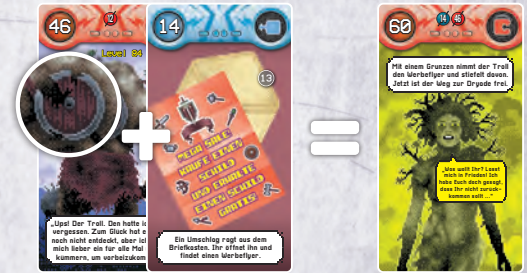 46
12
Level 84
„Ups! Der Troll. Den hatte ic
vergessen. Zum Glück hat e
noch nicht entdeckt, aber ich
mich lieber ein für alle Mal
kümmern, um vorbeizukom
14
13
MEGA SALE:
KAUFE EINEN
SCHILD
UND ERHALTE
EINEN SCHILD
GRATIS!
Ein Umschlag ragt aus dem
Briefkasten. Ihr öffnet ihn und
findet einen Werbeflyer.
+
=
60
14 46
Mit einem Grunzen nimmt der Troll
den Werbeflyer und stiefelt davon.
Jetzt ist der Weg zur Dryade frei.
„Was wollt Ihr? Lasst
mich in Frieden! Ich
habe Euch doch gesagt,
dass Ihr nicht zurück-
kommen sollt ...“